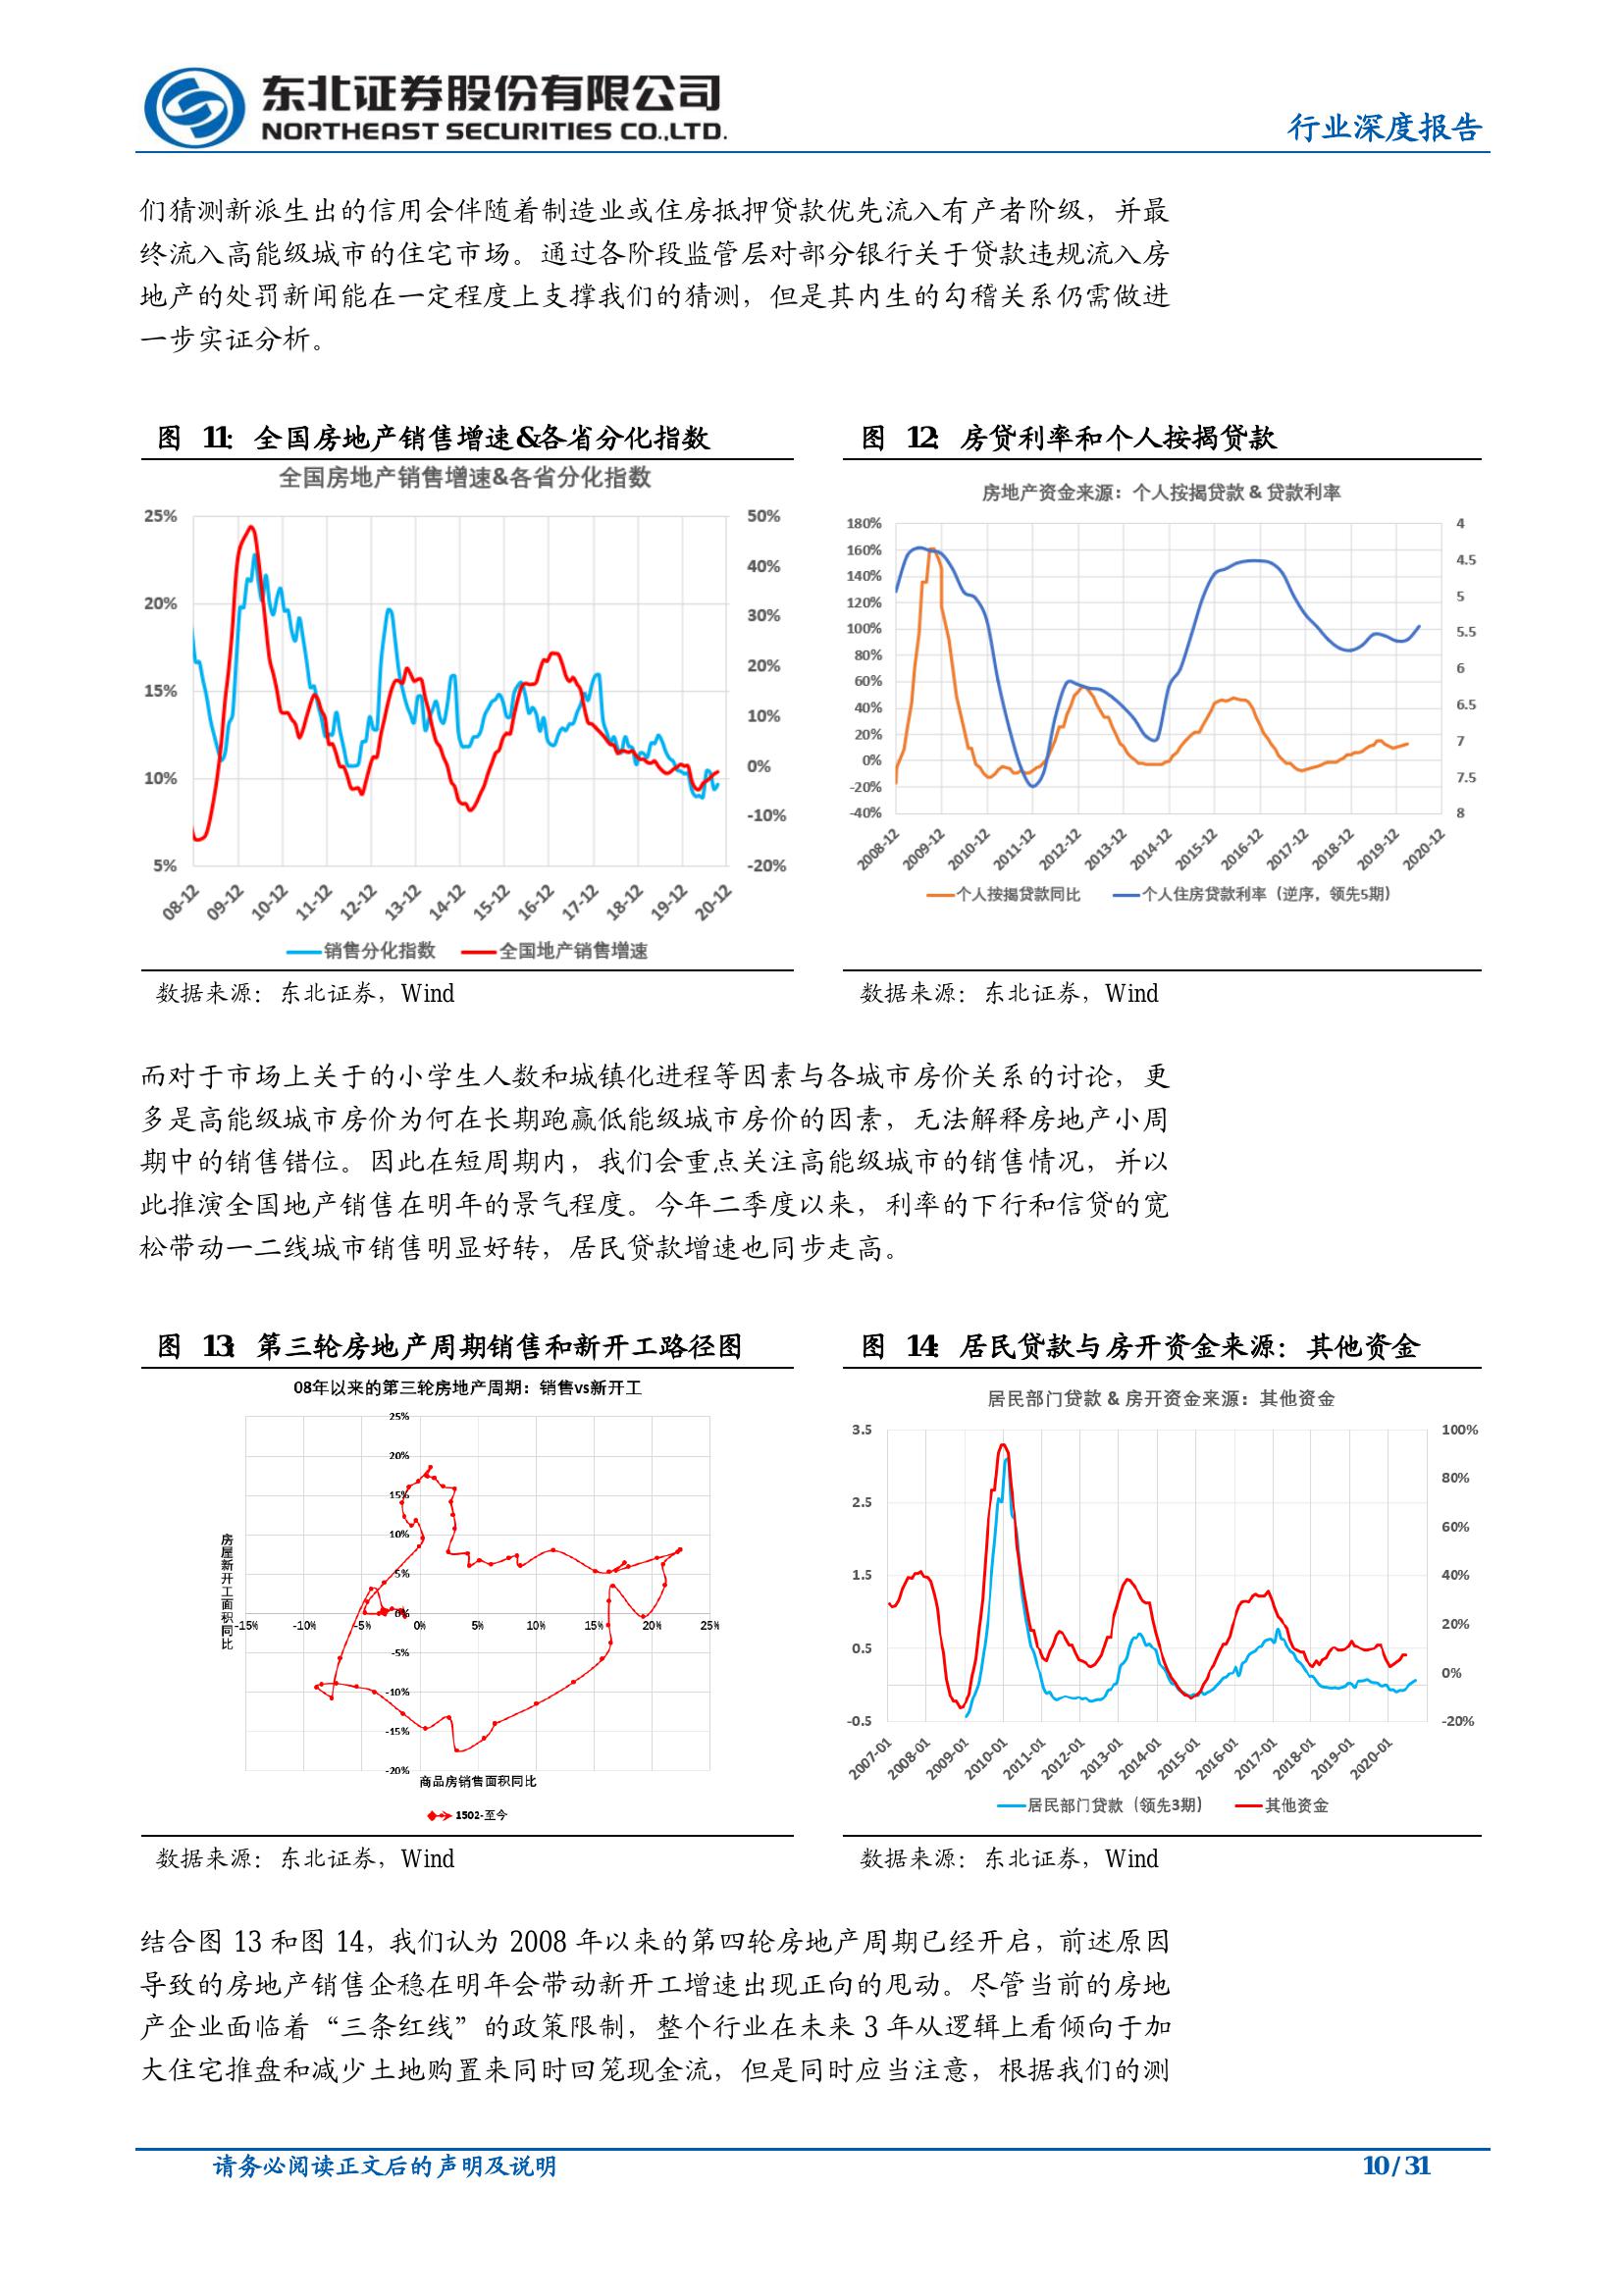 东北证券股份有限公司
NORTHEAST SECURITIES CO.,LTD.
行业深度报告
们猜测新派生出的信用会伴随着制造业或住房抵押贷款优先流入有产者阶级，并最
终流入高能级城市的住宅市场。通过各阶段监管层对部分银行关于贷款违规流入房
地产的处罚新闻能在一定程度上支撑我们的猜测，但是其内生的勾稽关系仍需做进
一步实证分析。
图 11：全国房地产销售增速&各省分化指数
全国房地产销售增速&各省分化指数
25%
20%
15%
10%
5%
50%
40%
30%
20%
10%
0%
-10%
-20%
08-12
09-12
10-12
11-12
12-12
13-12
14-12
15-12
16-12
17-12
18-12
19-12
20-12
销售分化指数
全国地产销售增速
数据来源：东北证券，Wind
图 12：房贷利率和个人按揭贷款
房地产资金来源：个人按揭贷款 & 贷款利率
180%
160%
140%
120%
100%
80%
60%
40%
20%
0%
-20%
-40%
4
4.5
5
5.5
6
6.5
7
7.5
8
2008-12
2009-12
2010-12
2011-12
2012-12
2013-12
2014-12
2015-12
2016-12
2017-12
2018-12
2019-12
2020-12
个人按揭贷款同比
个人住房贷款利率（逆序，领先5期）
数据来源：东北证券，Wind
而对于市场上关于的小学生人数和城镇化进程等因素与各城市房价关系的讨论，更
多是高能级城市房价为何在长期跑赢低能级城市房价的因素，无法解释房地产小周
期中的销售错位。因此在短周期内，我们会重点关注高能级城市的销售情况，并以
此推演全国地产销售在明年的景气程度。今年二季度以来，利率的下行和信贷的宽
松带动一二线城市销售明显好转，居民贷款增速也同步走高。
图 13：第三轮房地产周期销售和新开工路径图
08年以来的第三轮房地产周期：销售vs新开工
房屋新开工面积同比
25%
20%
15%
10%
5%
0%
-5%
-10%
-15%
-20%
-15%
-10%
-5%
0%
5%
10%
15%
20%
25%
商品房销售面积同比
1502-至今
数据来源：东北证券，Wind
图 14：居民贷款与房开资金来源：其他资金
居民部门贷款 & 房开资金来源：其他资金
3.5
2.5
1.5
0.5
-0.5
100%
80%
60%
40%
20%
0%
-20%
2007-01
2008-01
2009-01
2010-01
2011-01
2012-01
2013-01
2014-01
2015-01
2016-01
2017-01
2018-01
2019-01
2020-01
居民部门贷款（领先3期）
其他资金
数据来源：东北证券，Wind
结合图 13 和图 14，我们认为 2008 年以来的第四轮房地产周期已经开启，前述原因
导致的房地产销售企稳在明年会带动新开工增速出现正向的甩动。尽管当前的房地
产企业面临着“三条红线”的政策限制，整个行业在未来 3 年从逻辑上看倾向于加
大住宅推盘和减少土地购置来同时回笼现金流，但是同时应当注意，根据我们的测
请务必阅读正文后的声明及说明
10 / 31